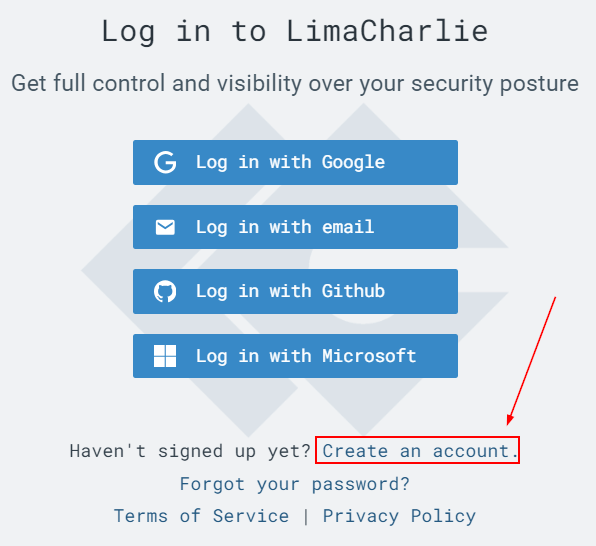 Log in to LimaCharlie
Get full control and visibility over your security posture
Log in with Google
Log in with email
Log in with Github
Log in with Microsoft
Haven't signed up yet? Create an account.
Forgot your password?
Terms of Service | Privacy Policy